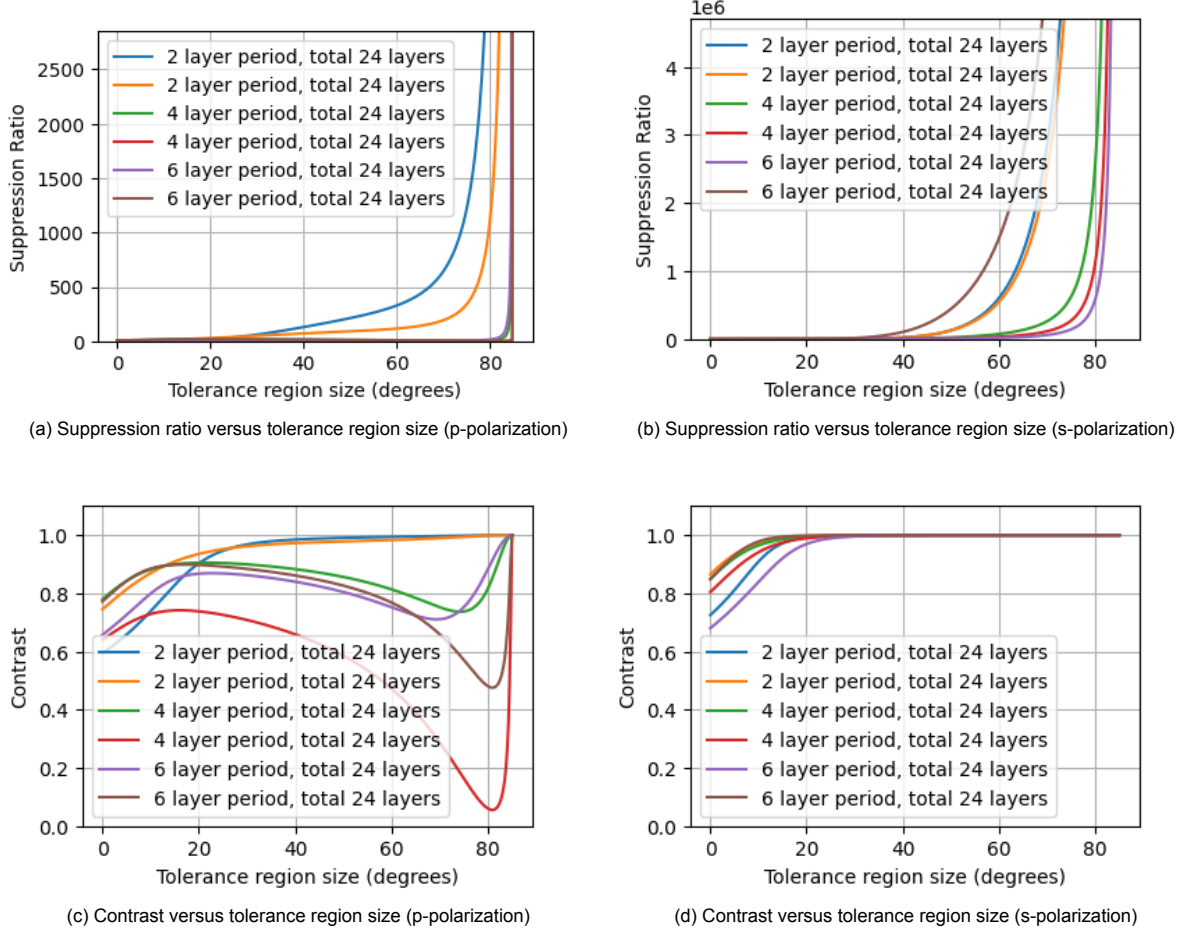 2500
2000
1500
1000
500
0
Suppression Ratio
2 layer period, total 24 layers
2 layer period, total 24 layers
4 layer period, total 24 layers
4 layer period, total 24 layers
6 layer period, total 24 layers
6 layer period, total 24 layers
0 20 40 60 80
Tolerance region size (degrees)
(a) Suppression ratio versus tolerance region size (p-polarization)
1e6
4
3
2
1
0
Suppression Ratio
2 layer period, total 24 layers
2 layer period, total 24 layers
4 layer period, total 24 layers
4 layer period, total 24 layers
6 layer period, total 24 layers
6 layer period, total 24 layers
0 20 40 60 80
Tolerance region size (degrees)
(b) Suppression ratio versus tolerance region size (s-polarization)
1.0
0.8
0.6
0.4
0.2
0.0
Contrast
2 layer period, total 24 layers
2 layer period, total 24 layers
4 layer period, total 24 layers
4 layer period, total 24 layers
6 layer period, total 24 layers
6 layer period, total 24 layers
0 20 40 60 80
Tolerance region size (degrees)
(c) Contrast versus tolerance region size (p-polarization)
1.0
0.8
0.6
0.4
0.2
0.0
Contrast
2 layer period, total 24 layers
2 layer period, total 24 layers
4 layer period, total 24 layers
4 layer period, total 24 layers
6 layer period, total 24 layers
6 layer period, total 24 layers
0 20 40 60 80
Tolerance region size (degrees)
(d) Contrast versus tolerance region size (s-polarization)